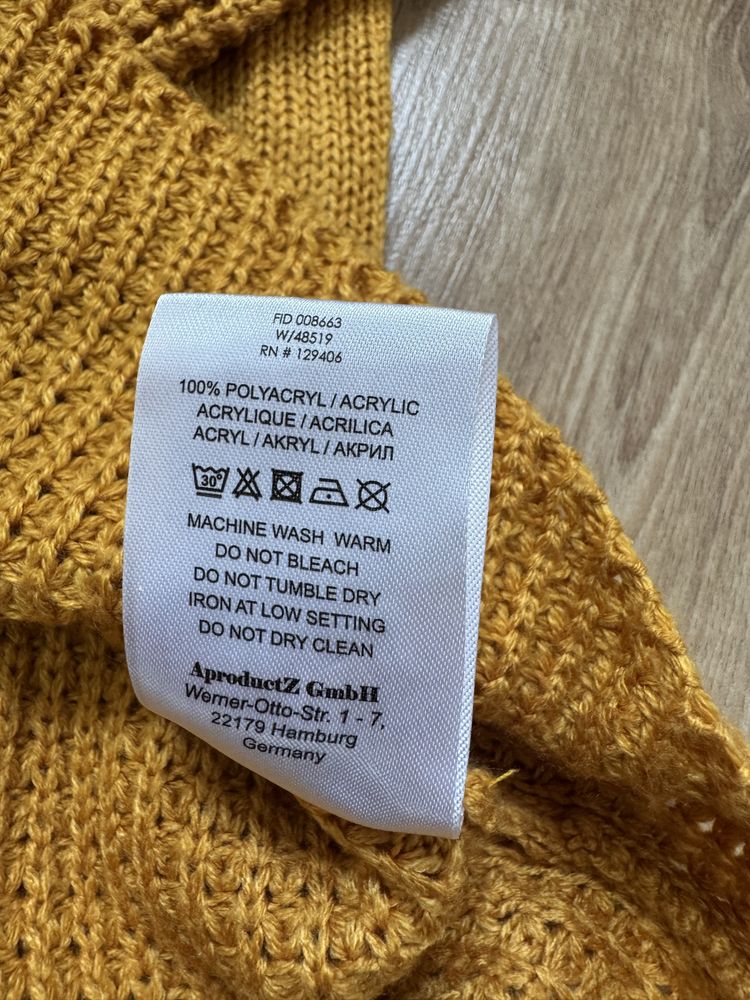 FID 008663
W/48519
RN # 129406
100% POLYACRYL / ACRYLIC
ACRYLIQUE / ACRILICA
ACRYL / AKRYL / АКРИЛ
30°
MACHINE WASH WARM
DO NOT BLEACH
DO NOT TUMBLE DRY
IRON AT LOW SETTING
DO NOT DRY CLEAN
AproductZ GmbH
Werner-Otto-Str. 1 - 7,
22179 Hamburg
Germany